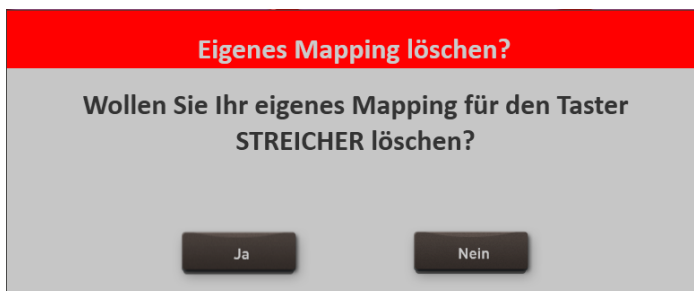 Eigenes Mapping löschen?
Wollen Sie Ihr eigenes Mapping für den Taster
STREICHER löschen?
Ja
Nein